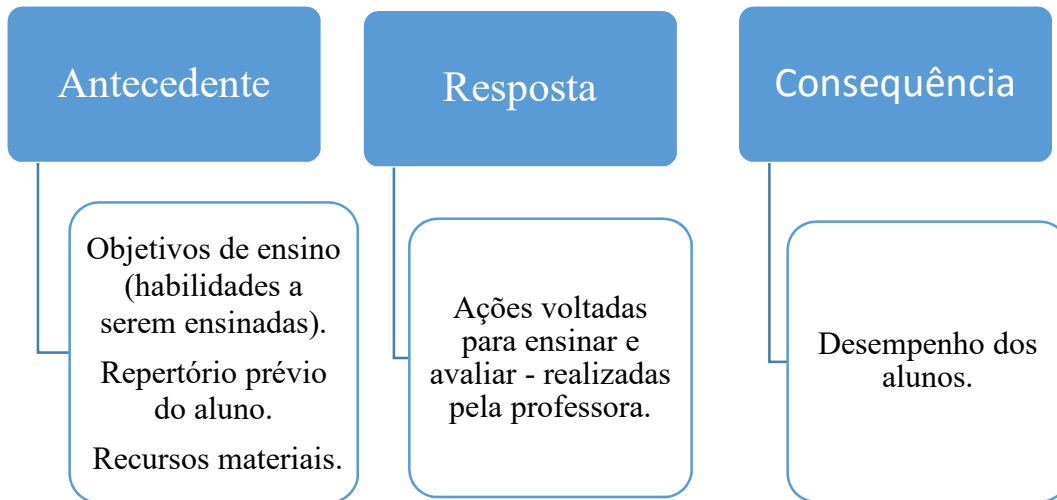 Antecedente
Objetivos de ensino
(habilidades a
serem ensinadas).
Repertório prévio
do aluno.
Recursos materiais.
Resposta
Ações voltadas
para ensinar e
avaliar - realizadas
pela professora.
Consequência
Desempenho dos
alunos.